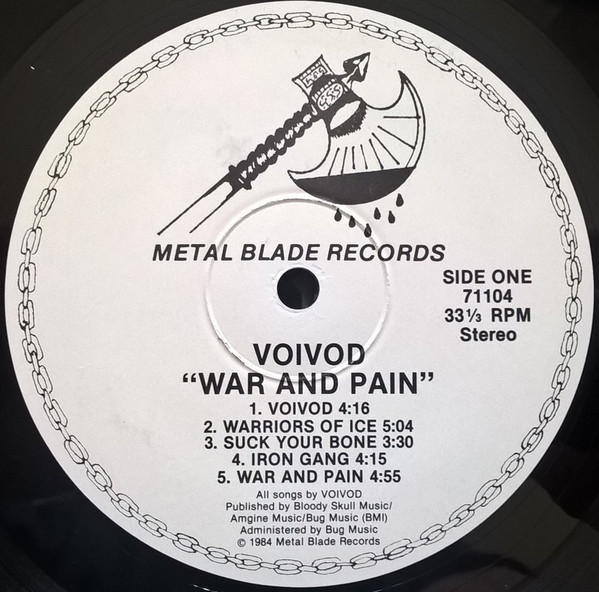 METAL BLADE RECORDS
SIDE ONE
71104
33⅓ RPM
Stereo
VOIVOD
“WAR AND PAIN”
1. VOIVOD 4:16
2. WARRIORS OF ICE 5:04
3. SUCK YOUR BONE 3:30
4. IRON GANG 4:15
5. WAR AND PAIN 4:55
All songs by VOIVOD
Published by Bloody Skull Music/
Amgine Music/Bug Music (BMI)
Administered by Bug Music
© 1984 Metal Blade Records